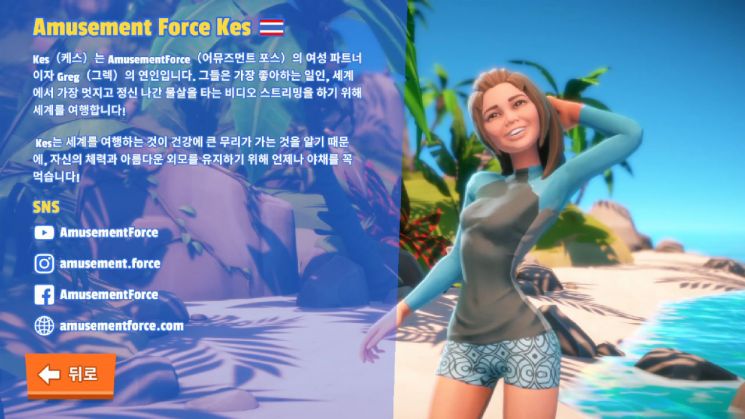 Amusement Force Kes
Kes (케스) 는 AmusementForce (어뮤즈먼트 포스) 의 여성 파트너
이자 Greg (그렉) 의 연인입니다. 그들은 가장 좋아하는 일인, 세계
에서 가장 멋지고 정신 나간 물살을 타는 비디오 스트리밍을 하기 위해
세계를 여행합니다!
Kes는 세계를 여행하는 것이 건강에 큰 무리가 가는 것을 알기 때문
에, 자신의 체력과 아름다운 외모를 유지하기 위해 언제나 야채를 꼭
먹습니다!
SNS
AmusementForce
amusement.force
AmusementForce
amusementforce.com
뒤로